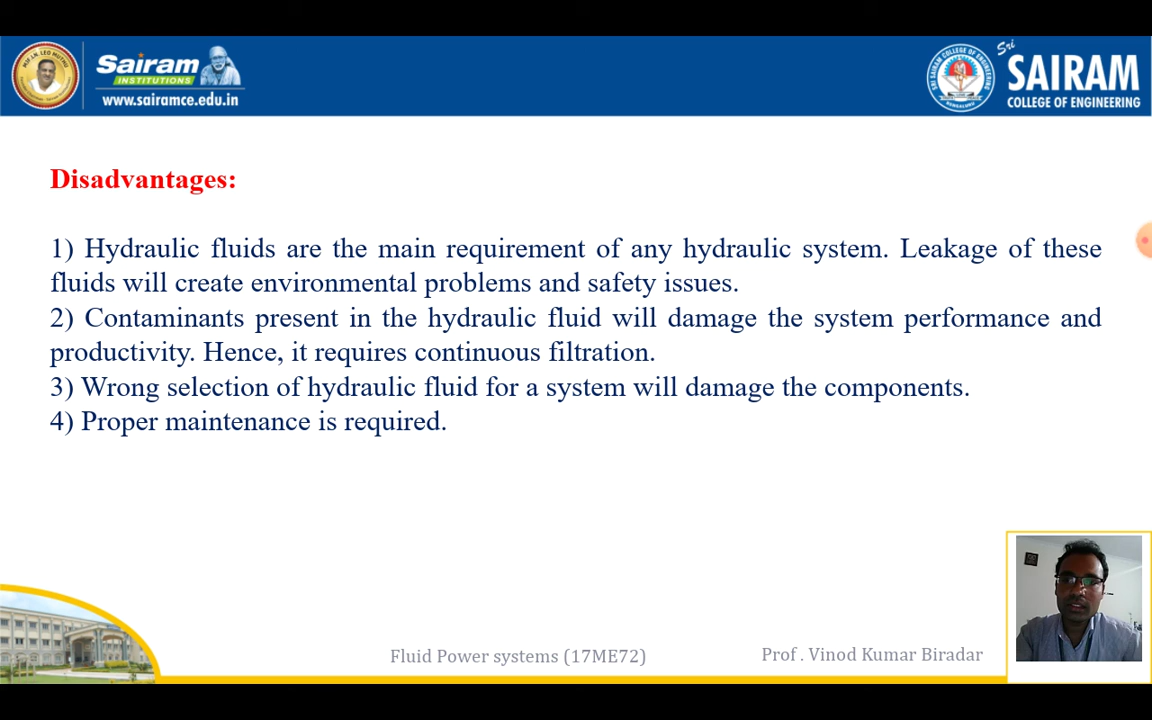 Sairam
INSTITUTIONS
www.sairamce.edu.in
Sri
SAIRAM
COLLEGE OF ENGINEERING
Disadvantages:
1) Hydraulic fluids are the main requirement of any hydraulic system. Leakage of these
fluids will create environmental problems and safety issues.
2) Contaminants present in the hydraulic fluid will damage the system performance and
productivity. Hence, it requires continuous filtration.
3) Wrong selection of hydraulic fluid for a system will damage the components.
4) Proper maintenance is required.
Fluid Power systems (17ME72)
Prof . Vinod Kumar Biradar